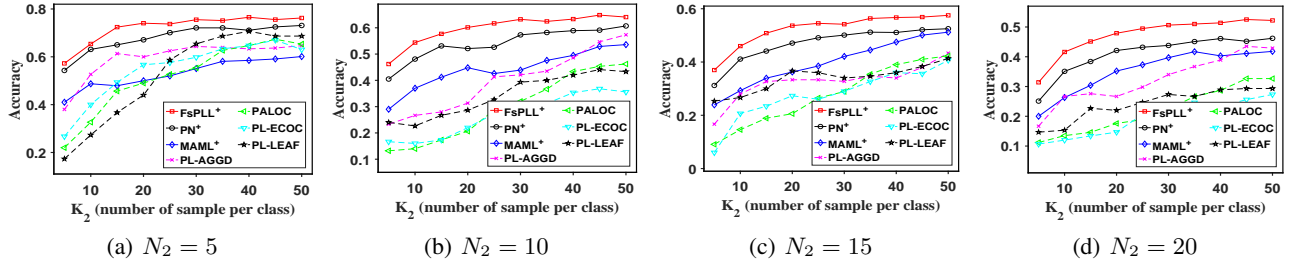 Accuracy
0.8
0.6
0.4
0.2
10 20 30 40 50
K2 (number of sample per class)
FsPLL+
PN+
MAML+
PL-AGGD
PALOC
PL-ECOC
PL-LEAF
(a) N2 = 5
Accuracy
0.6
0.5
0.4
0.3
0.2
0.1
10 20 30 40 50
K2 (number of sample per class)
FsPLL+
PN+
MAML+
PL-AGGD
PALOC
PL-ECOC
PL-LEAF
(b) N2 = 10
Accuracy
0.6
0.45
0.3
0.15
0
10 20 30 40 50
K2 (number of sample per class)
FsPLL+
PN+
MAML+
PL-AGGD
PALOC
PL-ECOC
PL-LEAF
(c) N2 = 15
Accuracy
0.5
0.4
0.3
0.2
0.1
10 20 30 40 50
K2 (number of sample per class)
FsPLL+
PN+
MAML+
PL-AGGD
PALOC
PL-ECOC
PL-LEAF
(d) N2 = 20